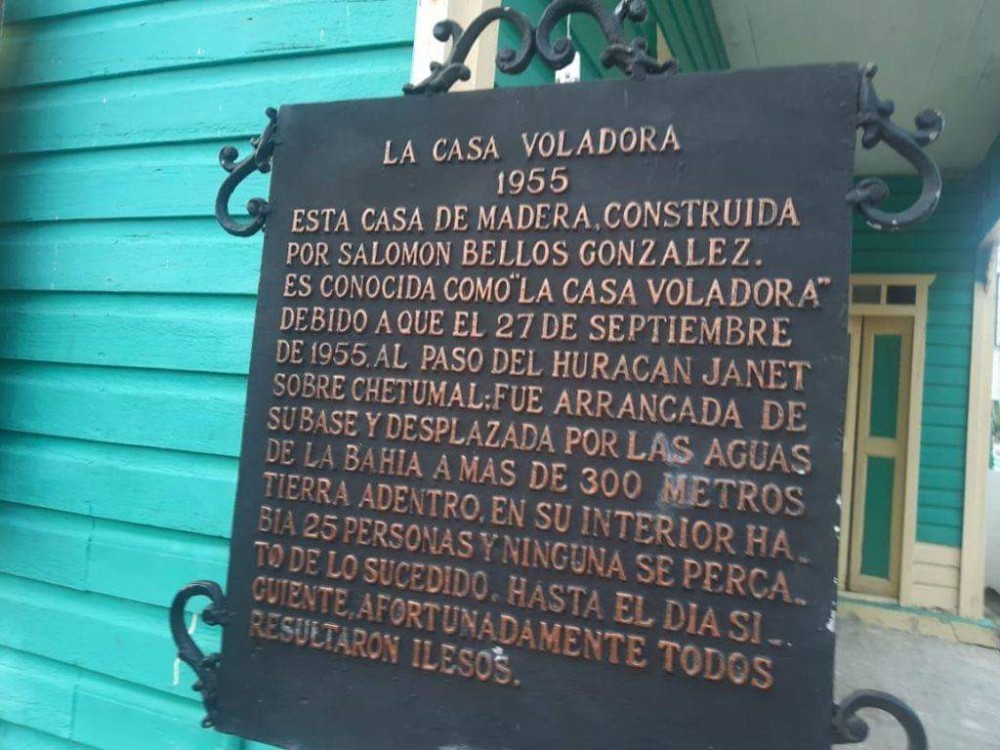 LA CASA VOLADORA
1955
ESTA CASA DE MADERA, CONSTRUIDA
POR SALOMON BELLOS GONZALEZ.
ES CONOCIDA COMO "LA CASA VOLADORA"
DEBIDO A QUE EL 27 DE SEPTIEMBRE
DE 1955. AL PASO DEL HURACAN JANET
SOBRE CHETUMAL: FUE ARRANCADA DE
SU BASE Y DESPLAZADA POR LAS AGUAS
DE LA BAHIA A MAS DE 300 METROS
TIERRA ADENTRO, EN SU INTERIOR HA-
BIA 25 PERSONAS Y NINGUNA SE PERCA-
TO DE LO SUCEDIDO. HASTA EL DIA SI-
GUIENTE, AFORTUNADAMENTE TODOS
RESULTARON ILESOS.